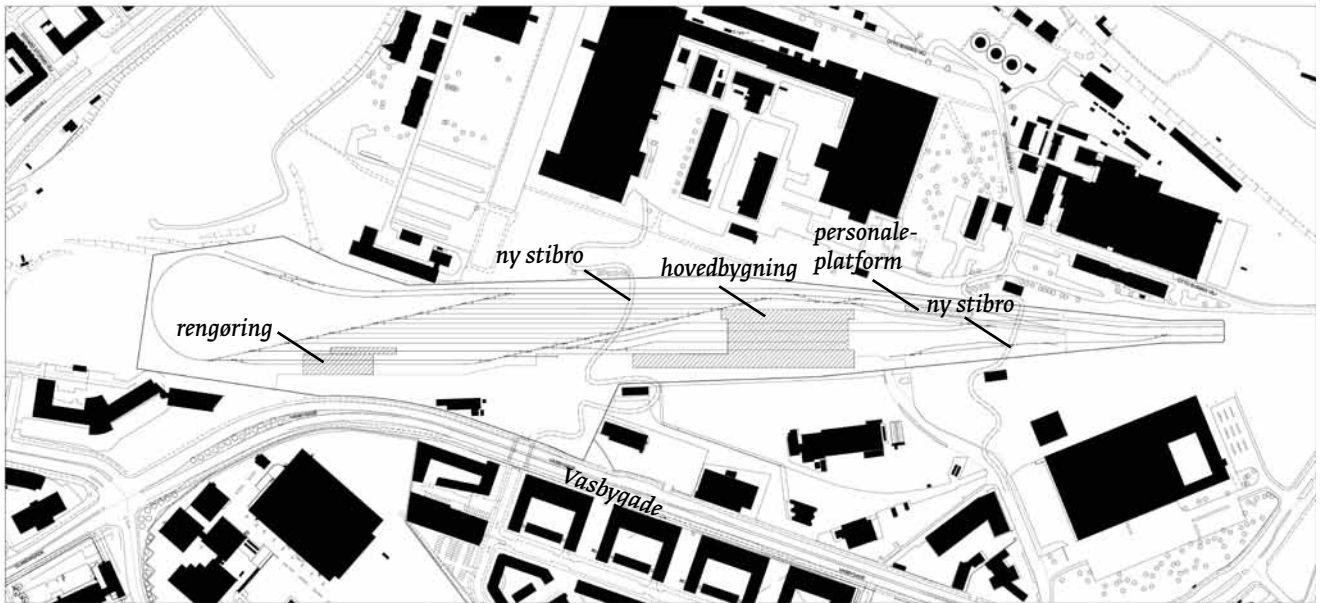 personale-
platform
ny stibro
hovedbygning
ny stibro
rengøring
Vasbygade